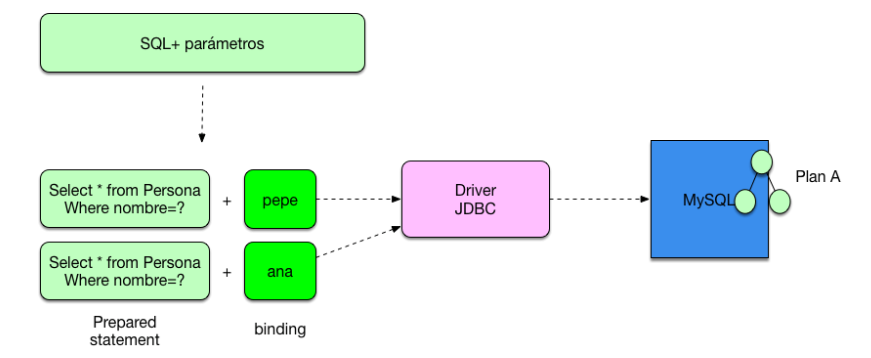 SQL+ parámetros
Select * from Persona
Where nombre=?
+
pepe
Driver
JDBC
MySQL
Plan A
Select * from Persona
Where nombre=?
+
ana
Prepared
statement
binding